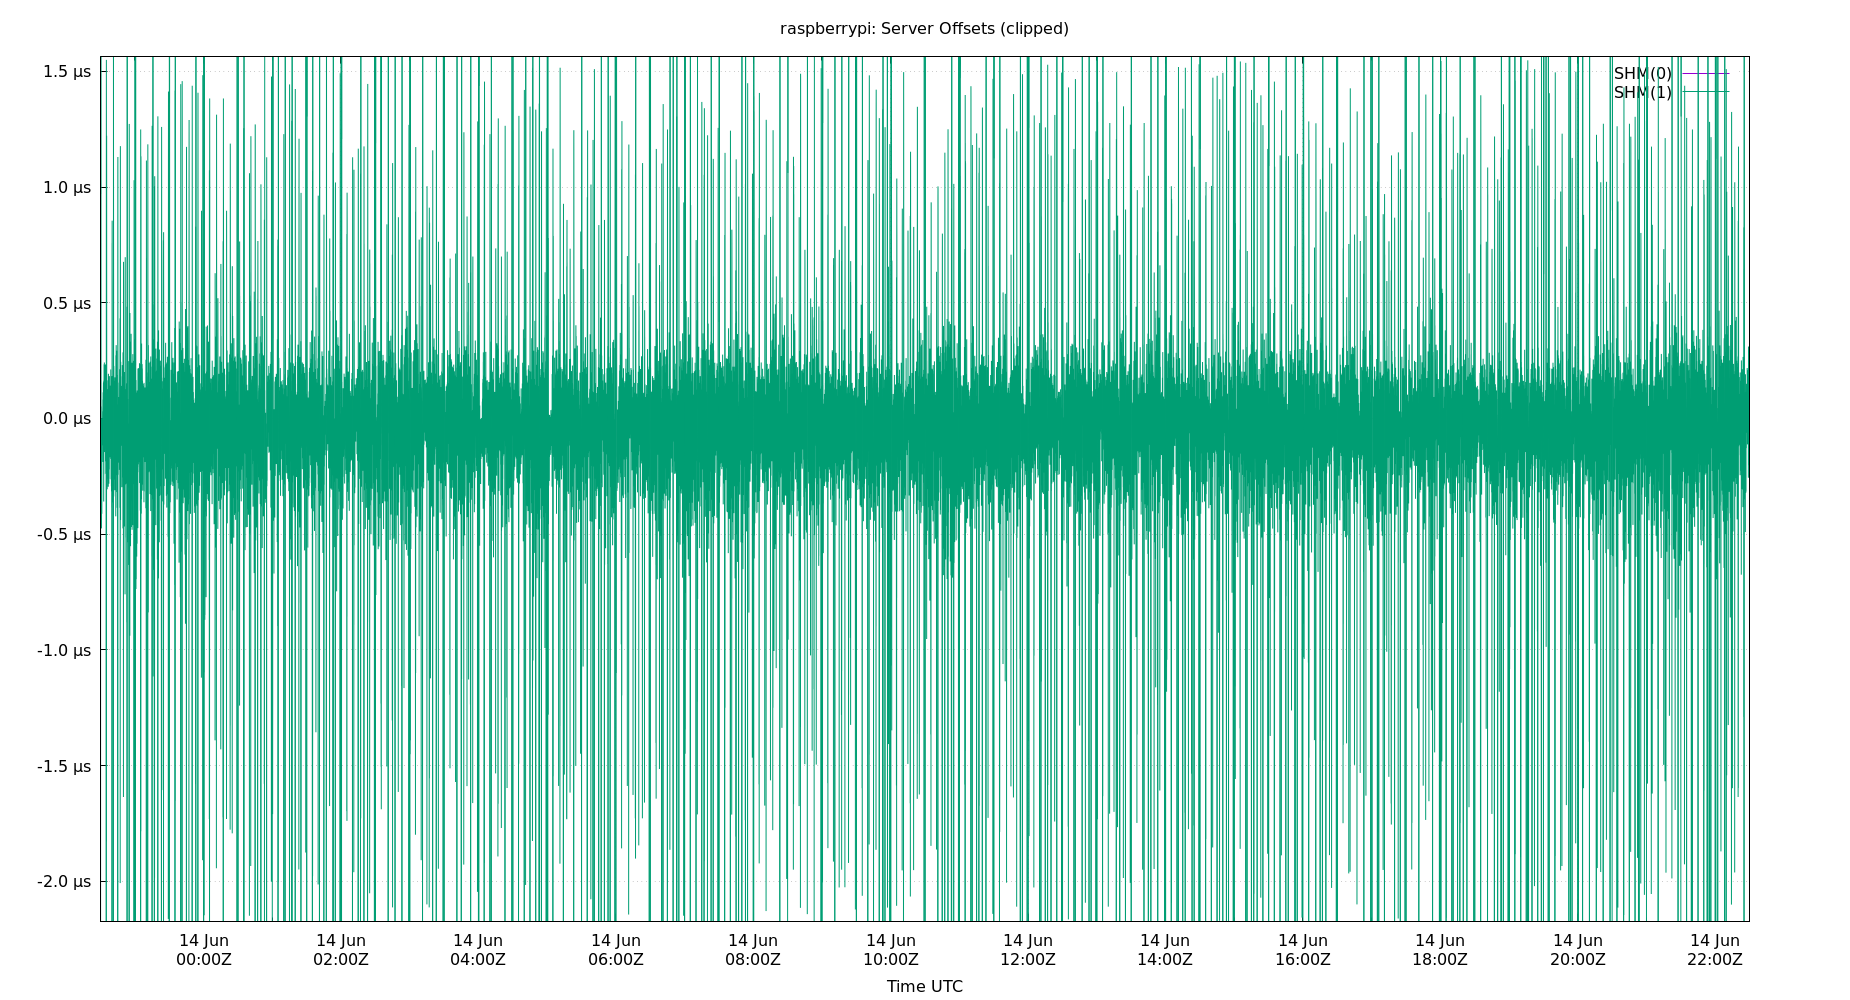 raspberrypi: Server Offsets (clipped)
1.5 µs
1.0 µs
0.5 µs
0.0 µs
-0.5 µs
-1.0 µs
-1.5 µs
-2.0 µs
SHM(0)
SHM(1)
14 Jun 14 Jun 14 Jun 14 Jun 14 Jun 14 Jun 14 Jun 14 Jun 14 Jun 14 Jun 14 Jun 14 Jun
00:00Z 02:00Z 04:00Z 06:00Z 08:00Z 10:00Z 12:00Z 14:00Z 16:00Z 18:00Z 20:00Z 22:00Z
Time UTC